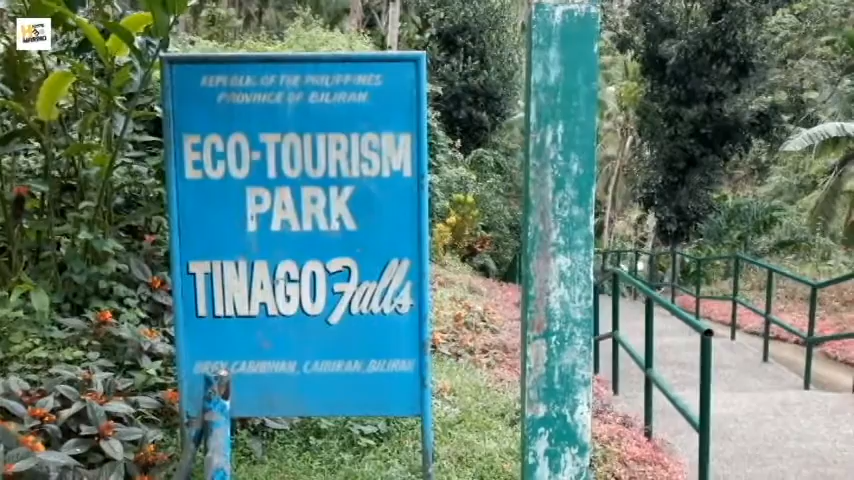 REPUBLIC OF THE PHILIPPINES
PROVINCE OF BILIRAN
ECO-TOURISM
PARK
TINAGO Falls
BRGY. CABIBIHAN, CAIBIRAN, BILIRAN